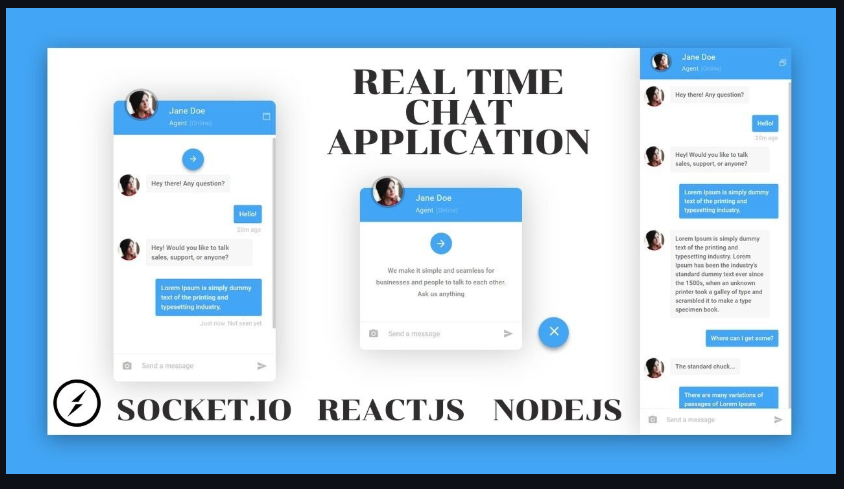 REAL TIME
CHAT
APPLICATION
Jane Doe
Agent (Online)
Hey there! Any question?
Hello!
20m ago
Hey! Would you like to talk
sales, support, or anyone?
Lorem Ipsum is simply dummy
text of the printing and
typesetting industry.
Just now. Not seen yet
Send a message
Jane Doe
Agent (Online)
We make it simple and seamless for
businesses and people to talk to each other.
Ask us anything
Send a message
Jane Doe
Agent (Online)
Hey there! Any question?
Hello!
20m ago
Hey! Would you like to talk
sales, support, or anyone?
Lorem Ipsum is simply dummy
text of the printing and
typesetting industry.
Lorem Ipsum is simply dummy
text of the printing and
typesetting industry. Lorem
Ipsum has been the industry's
standard dummy text ever since
the 1500s, when an unknown
printer took a galley of type and
scrambled it to make a type
specimen book.
Where can I get some?
The standard chuck...
There are many variations of
passages of Lorem Ipsum
Send a message
SOCKET.IO REACTJS NODEJS